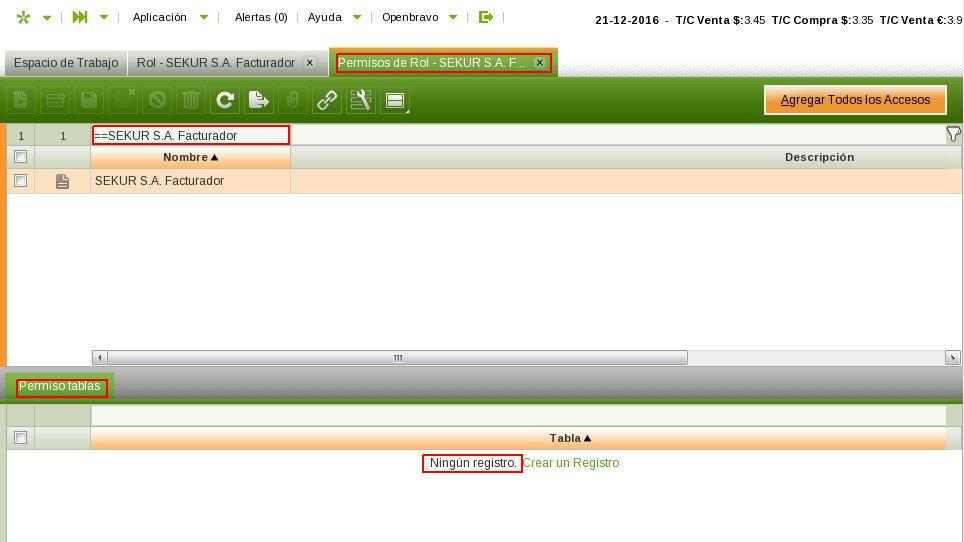 Aplicación Alertas (0) Ayuda Openbravo 21-12-2016 - T/C Venta $:3.45 T/C Compra $:3.35 T/C Venta €:3.9
Espacio de Trabajo Rol - SEKUR S.A. Facturador x Permisos de Rol - SEKUR S.A. F... x
Agregar Todos los Accesos
1 1 ==SEKUR S.A. Facturador
Nombre Descripción
SEKUR S.A. Facturador
Permiso tablas
Tabla
Ningún registro. Crear un Registro